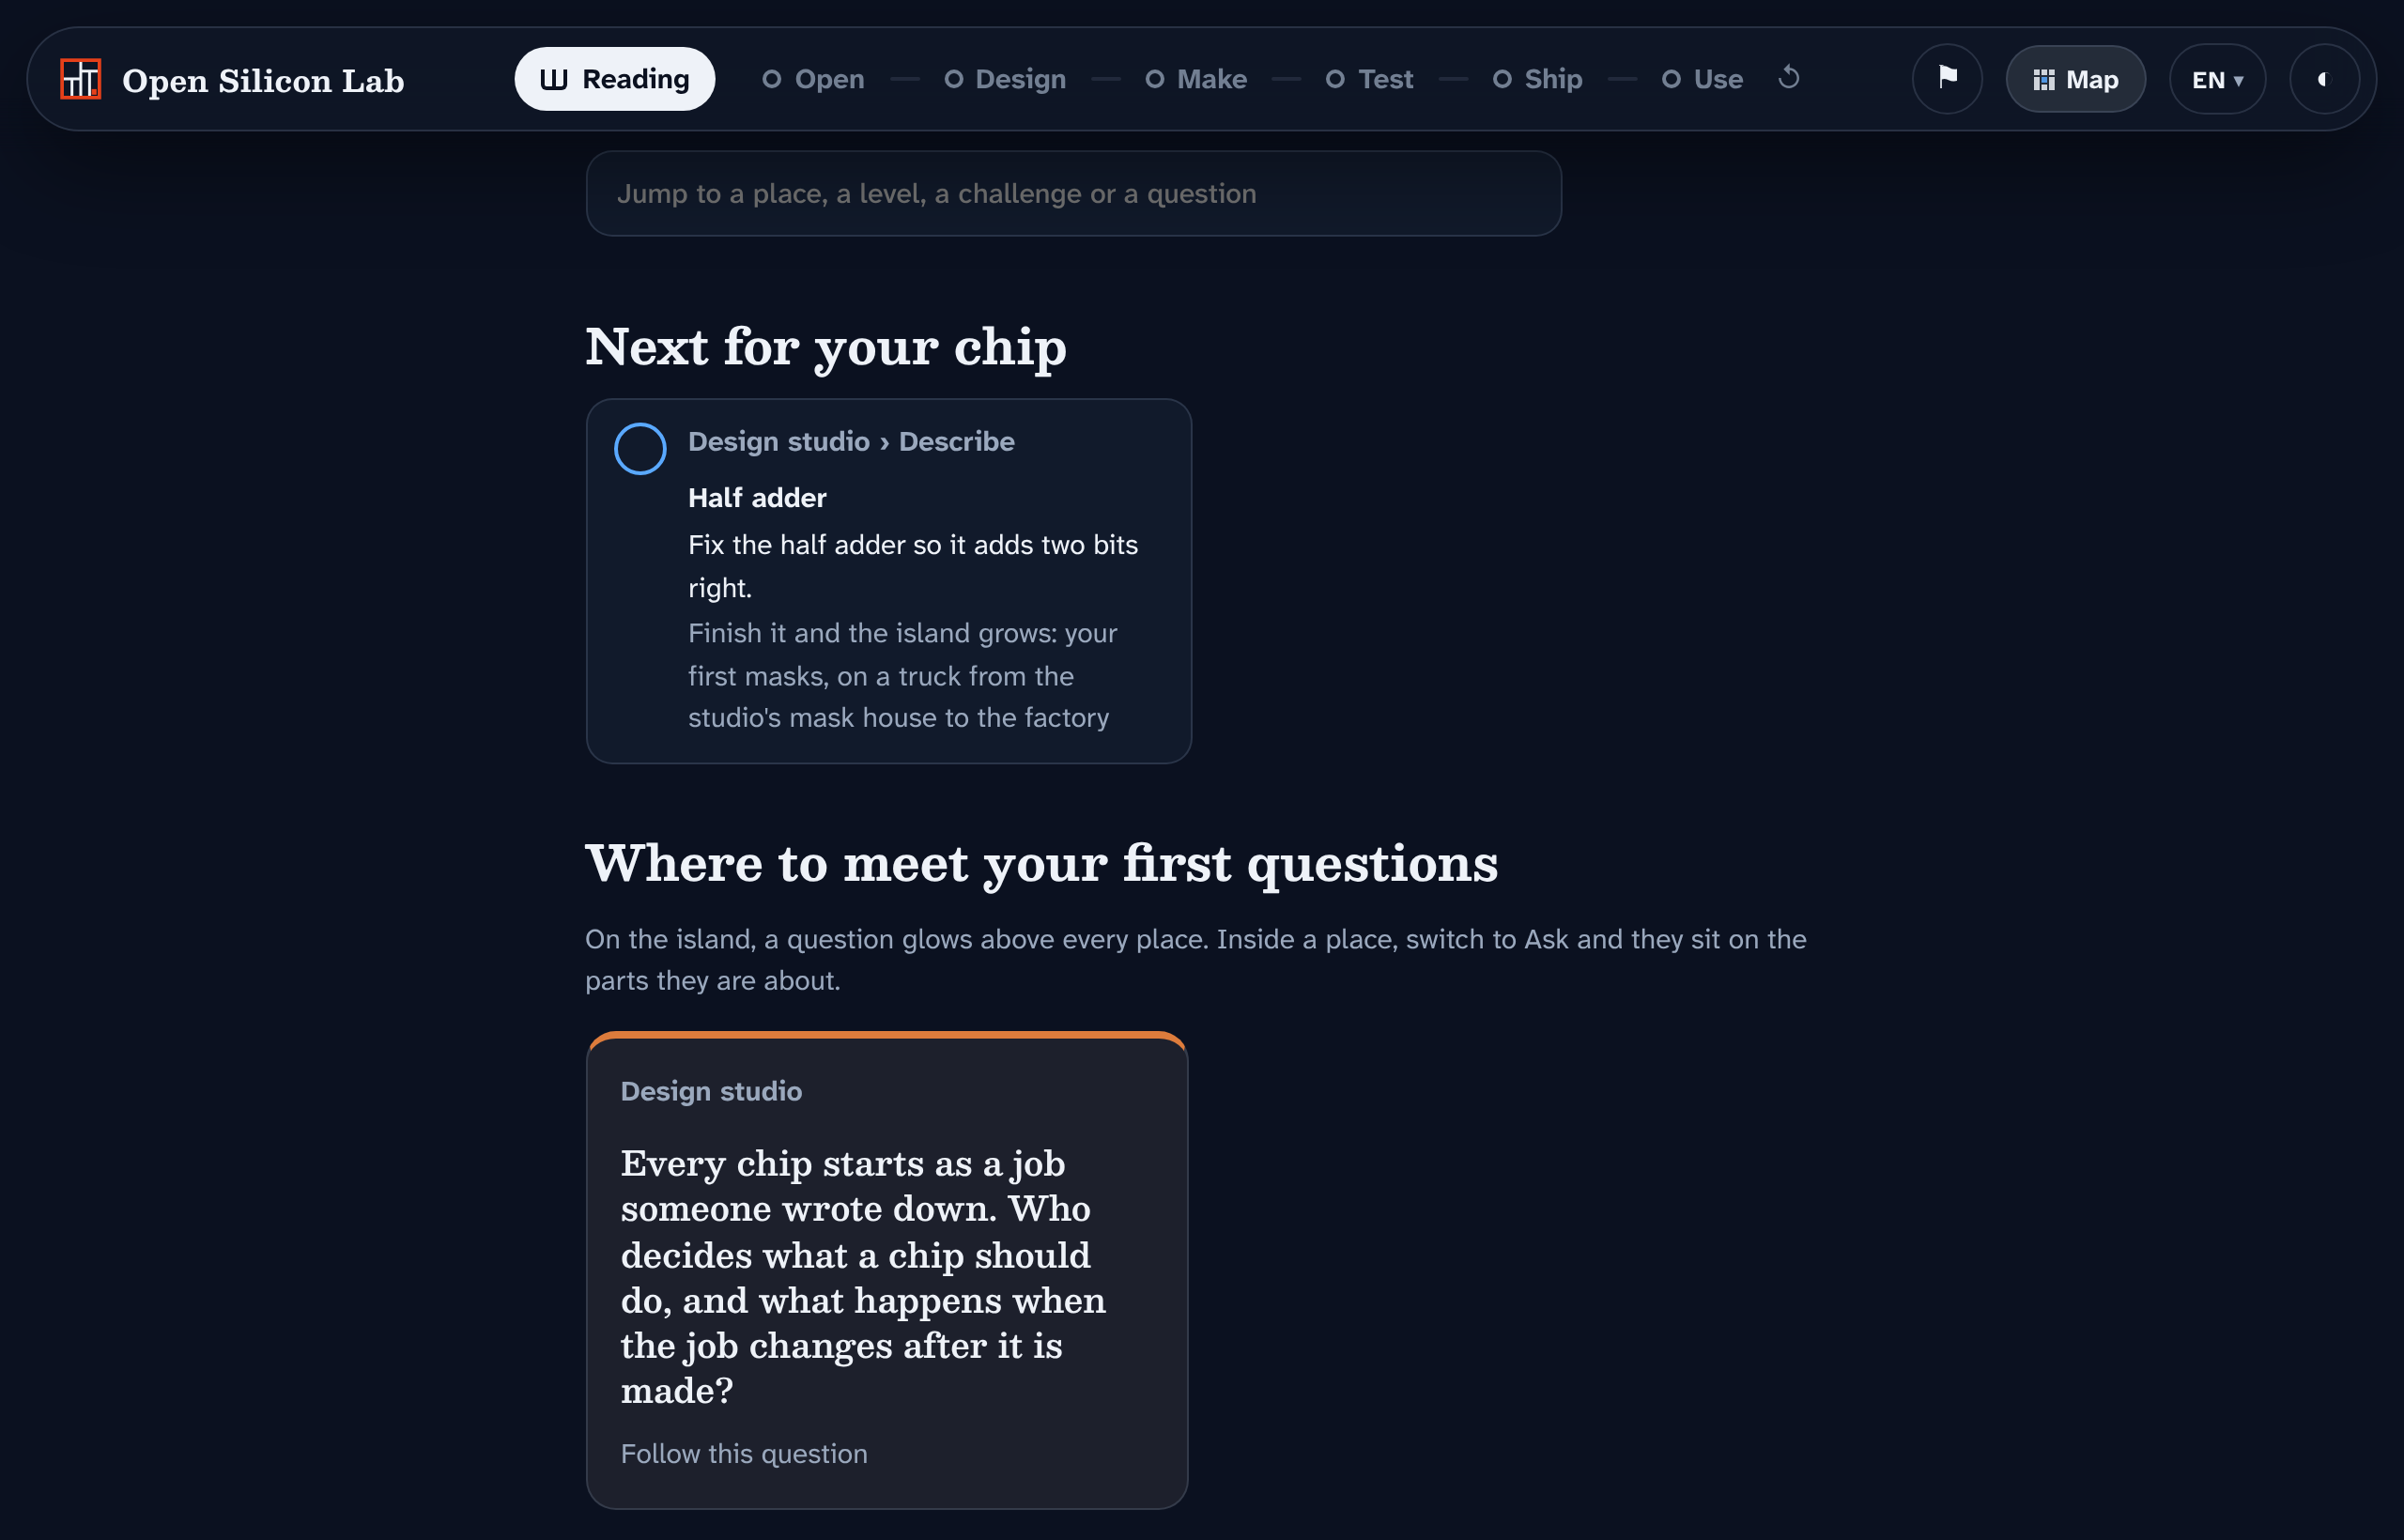 Open Silicon Lab
Reading
Open
Design
Make
Test
Ship
Use
Map
EN
Jump to a place, a level, a challenge or a question
Next for your chip
Design studio › Describe
Half adder
Fix the half adder so it adds two bits
right.
Finish it and the island grows: your
first masks, on a truck from the
studio's mask house to the factory
Where to meet your first questions
On the island, a question glows above every place. Inside a place, switch to Ask and they sit on the
parts they are about.
Design studio
Every chip starts as a job
someone wrote down. Who
decides what a chip should
do, and what happens when
the job changes after it is
made?
Follow this question